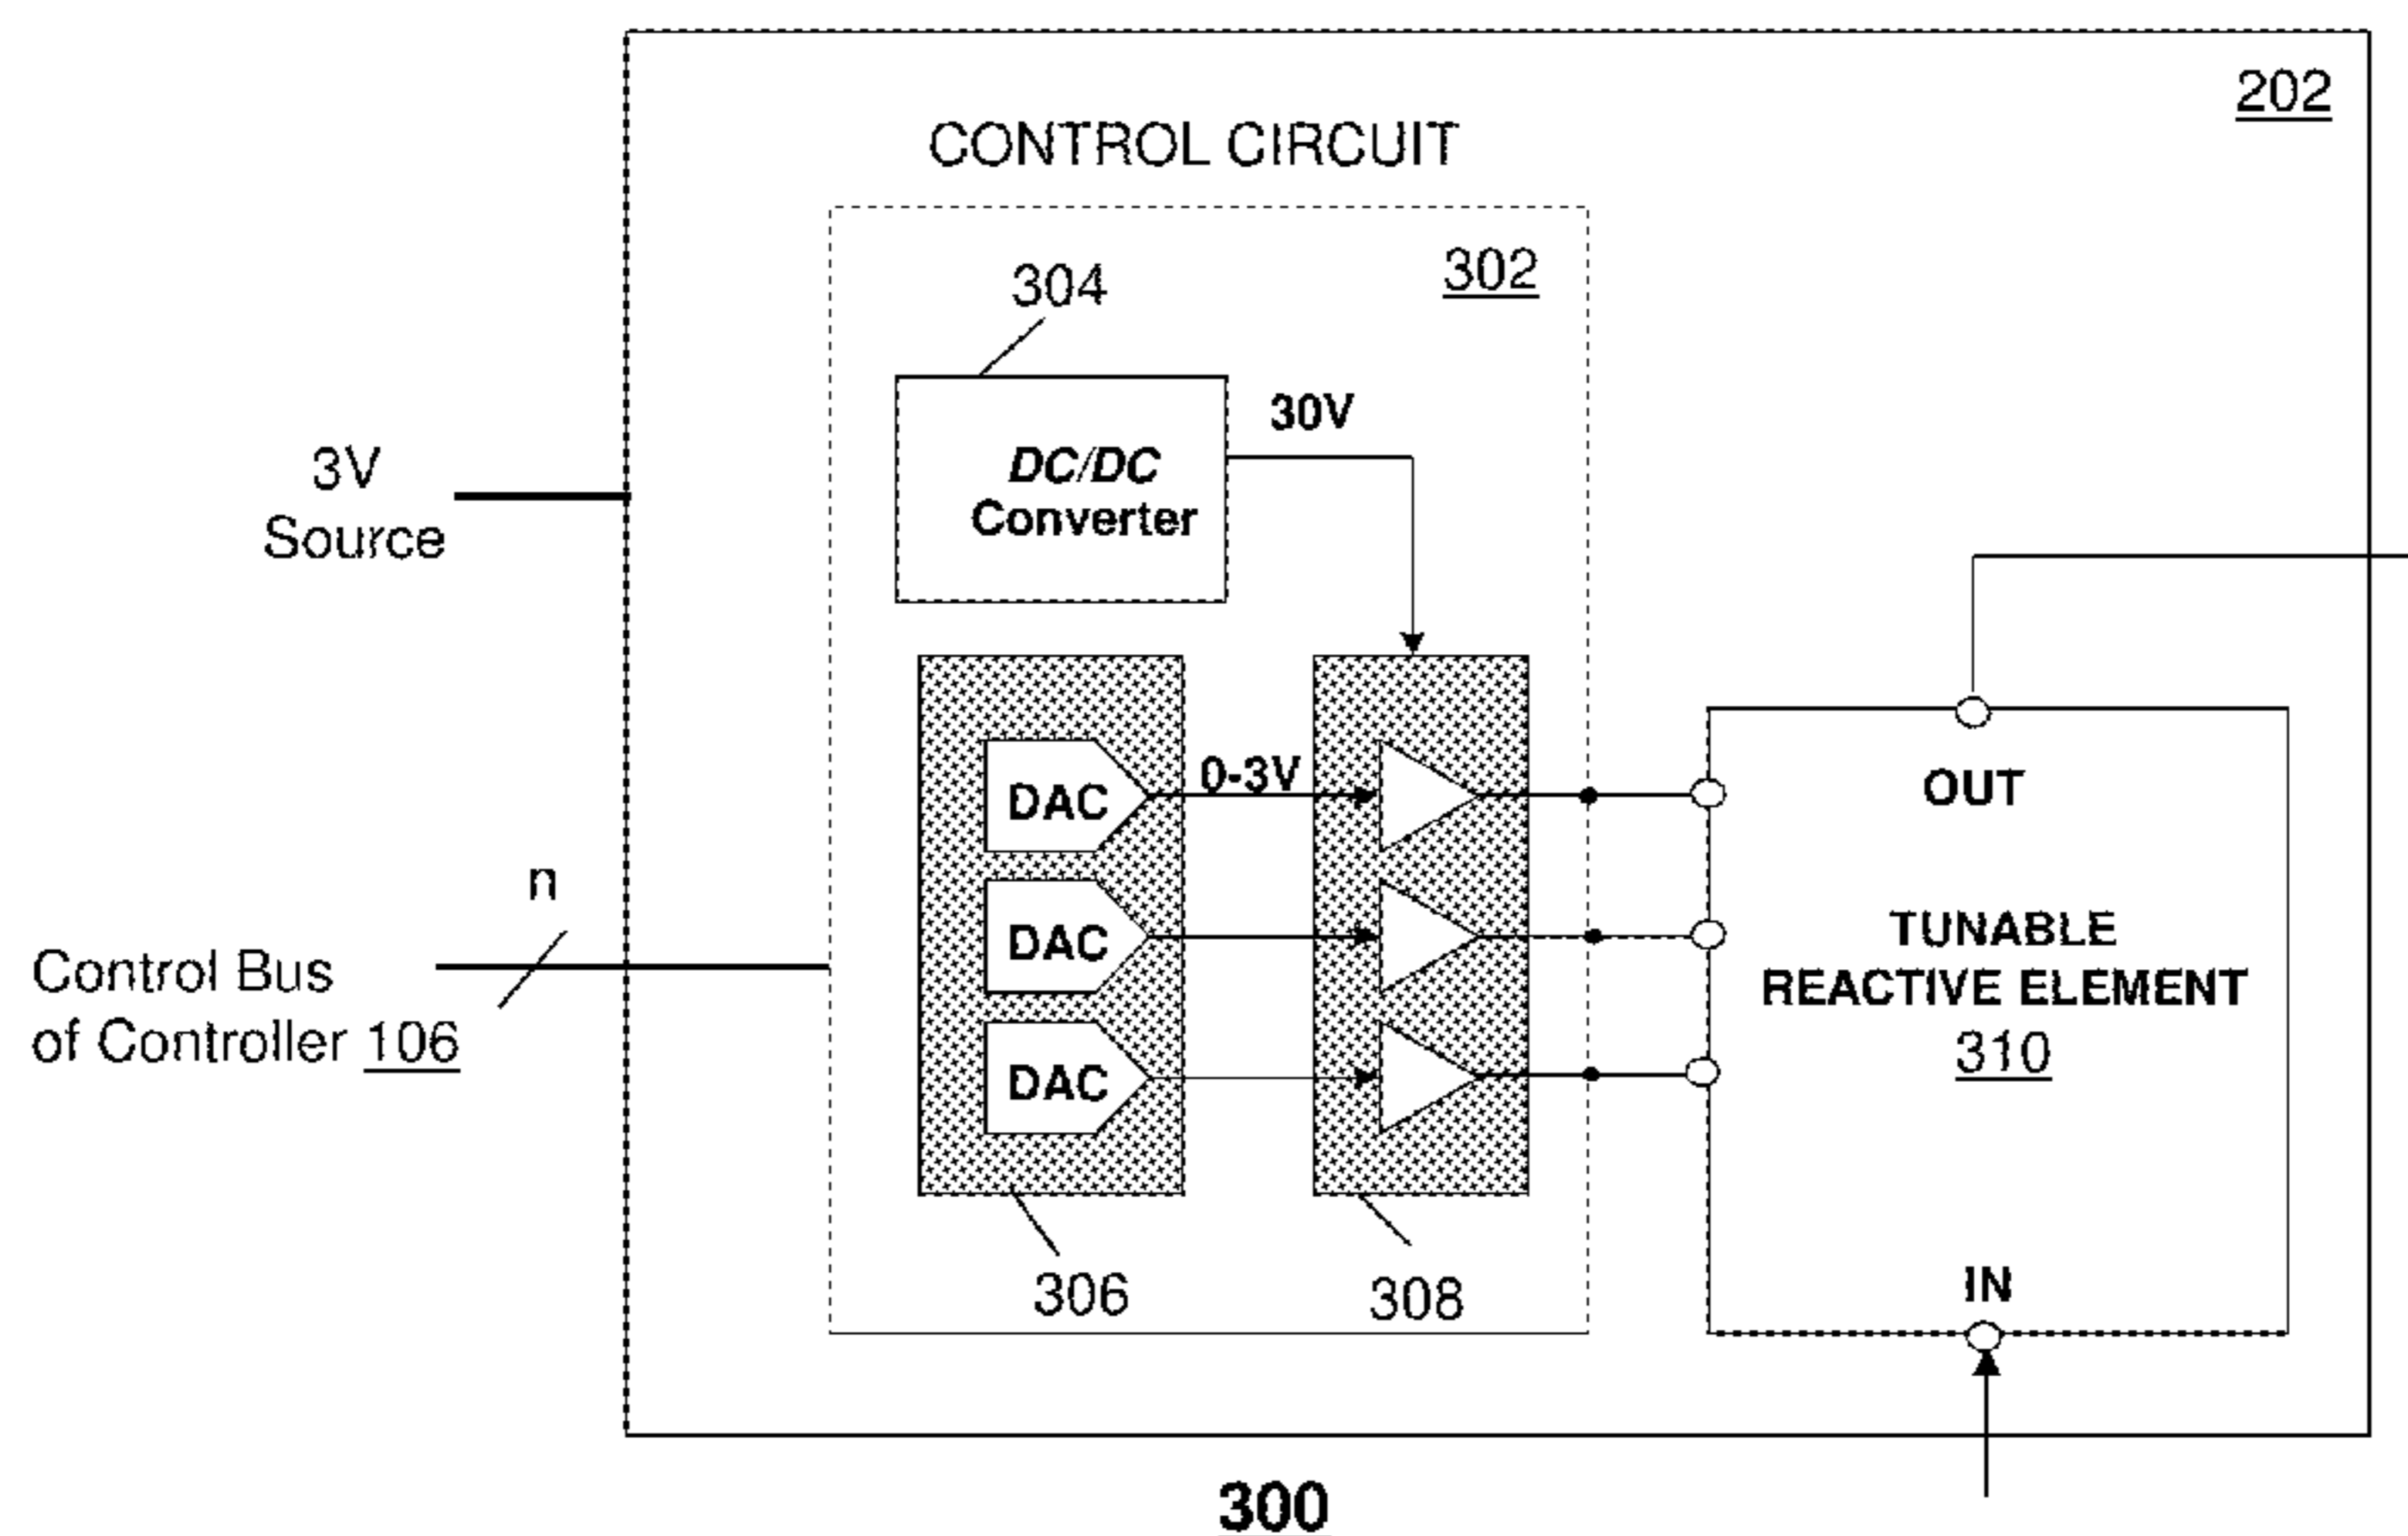 202
CONTROL CIRCUIT
302
304
30V
DC/DC
Converter
3V
Source
0-3V
DAC
DAC
DAC
OUT
TUNABLE
REACTIVE ELEMENT
310
IN
n
Control Bus
of Controller 106
306
308
300